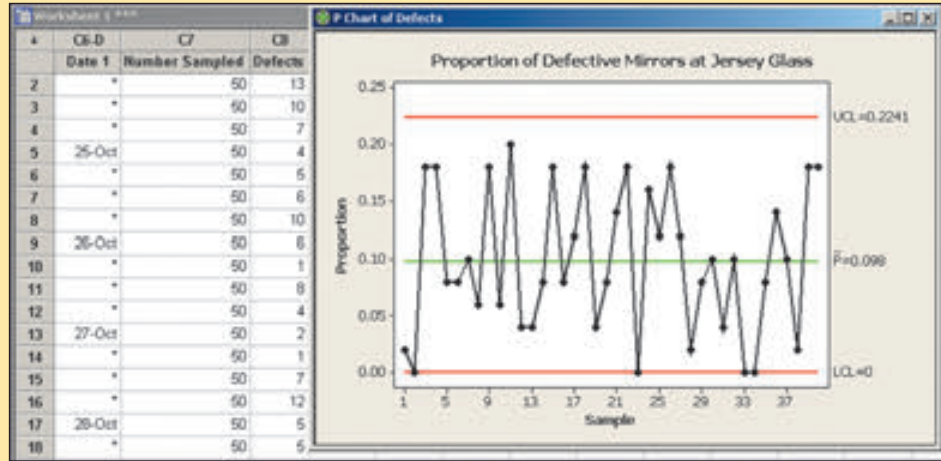 Worksheet 1 ***
C6-D C7 C8
Date 1 Number Sampled Defects
2 * 50 13
3 * 50 10
4 * 50 7
5 25-Oct 50 4
6 * 50 5
7 * 50 6
8 * 50 10
9 26-Oct 50 6
10 * 50 1
11 * 50 8
12 * 50 4
13 27-Oct 50 2
14 * 50 1
15 * 50 7
16 * 50 12
17 28-Oct 50 5
18 * 50 5
P Chart of Defects
Proportion of Defective Mirrors at Jersey Glass
0.25
0.20
0.15
0.10
0.05
0.00
Proportion
UCL=0.2241
P̄=0.098
LCL=0
1 5 9 13 17 21 25 29 33 37
Sample